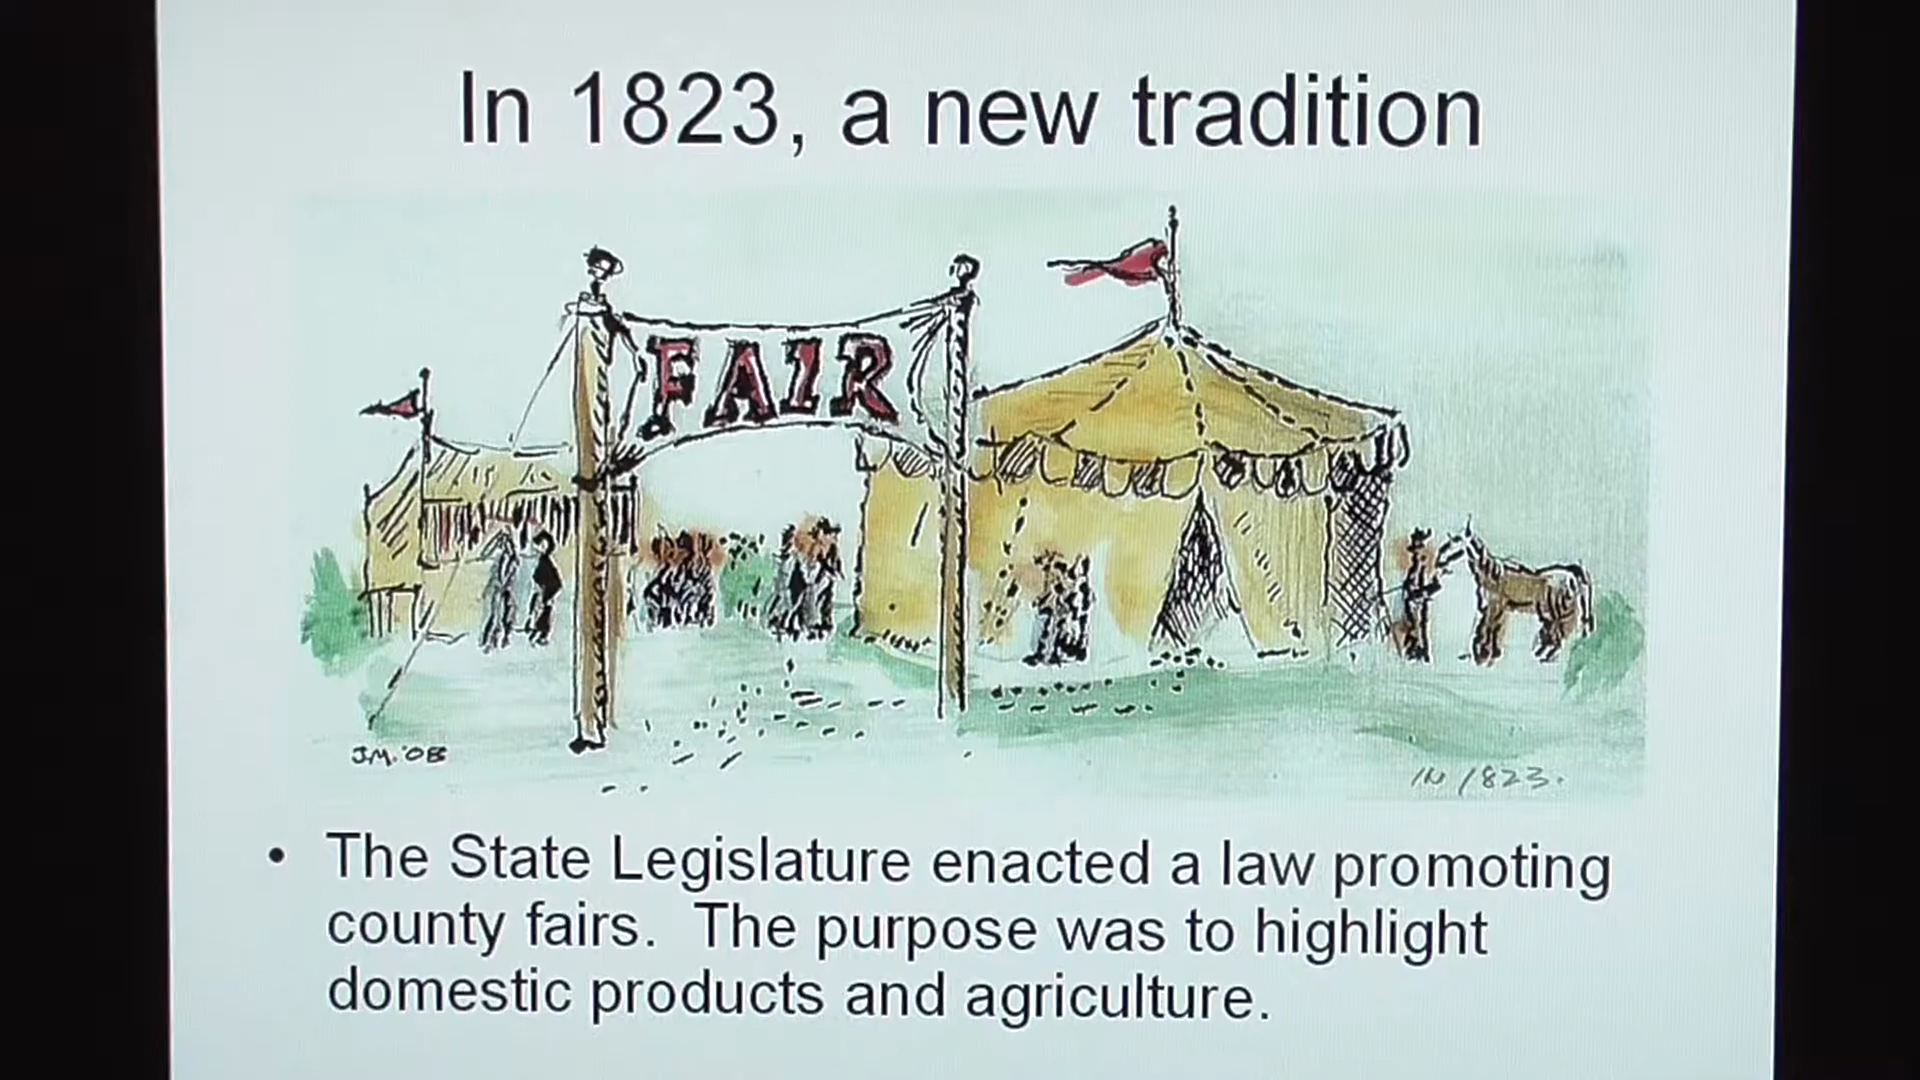 In 1823, a new tradition
FAIR
J.M. '08
IN 1823.
• The State Legislature enacted a law promoting
county fairs. The purpose was to highlight
domestic products and agriculture.